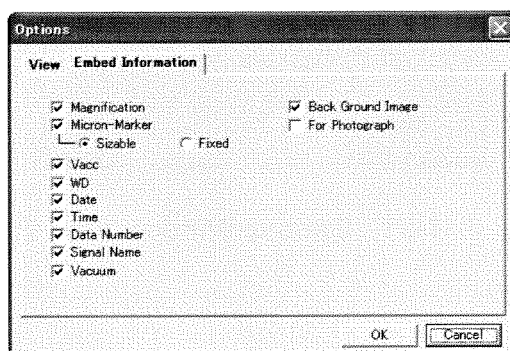 Options
View Embed Information
Magnification
Micron-Marker
Sizable Fixed
Vacc
WD
Date
Time
Data Number
Signal Name
Vacuum
Back Ground Image
For Photograph
OK Cancel